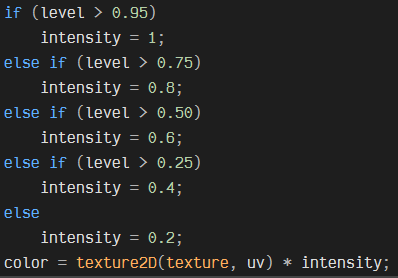 if (level > 0.95)
    intensity = 1;
else if (level > 0.75)
    intensity = 0.8;
else if (level > 0.50)
    intensity = 0.6;
else if (level > 0.25)
    intensity = 0.4;
else
    intensity = 0.2;
color = texture2D(texture, uv) * intensity;